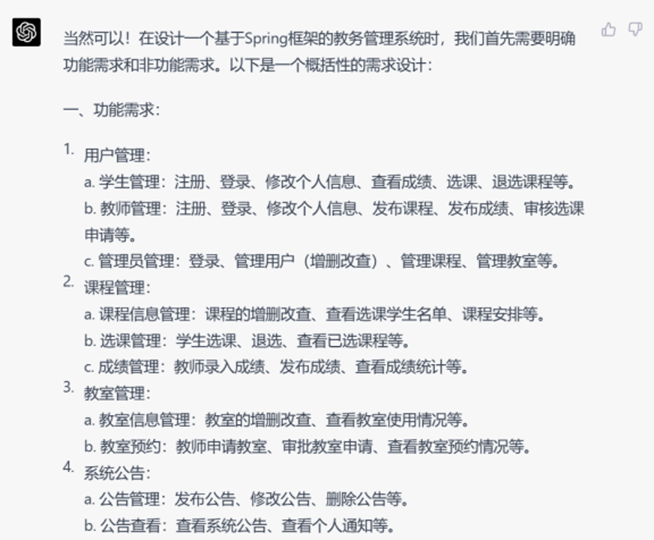 当然可以！在设计一个基于Spring框架的教务管理系统时，我们首先需要明确
功能需求和非功能需求。以下是一个概括性的需求设计：
一、功能需求：
1. 用户管理：
a. 学生管理：注册、登录、修改个人信息、查看成绩、选课、退选课程等。
b. 教师管理：注册、登录、修改个人信息、发布课程、发布成绩、审核选课
申请等。
c. 管理员管理：登录、管理用户（增删改查）、管理课程、管理教室等。
2. 课程管理：
a. 课程信息管理：课程的增删改查、查看选课学生名单、课程安排等。
b. 选课管理：学生选课、退选、查看已选课程等。
c. 成绩管理：教师录入成绩、发布成绩、查看成绩统计等。
3. 教室管理：
a. 教室信息管理：教室的增删改查、查看教室使用情况等。
b. 教室预约：教师申请教室、审批教室申请、查看教室预约情况等。
4. 系统公告：
a. 公告管理：发布公告、修改公告、删除公告等。
b. 公告查看：查看系统公告、查看个人通知等。